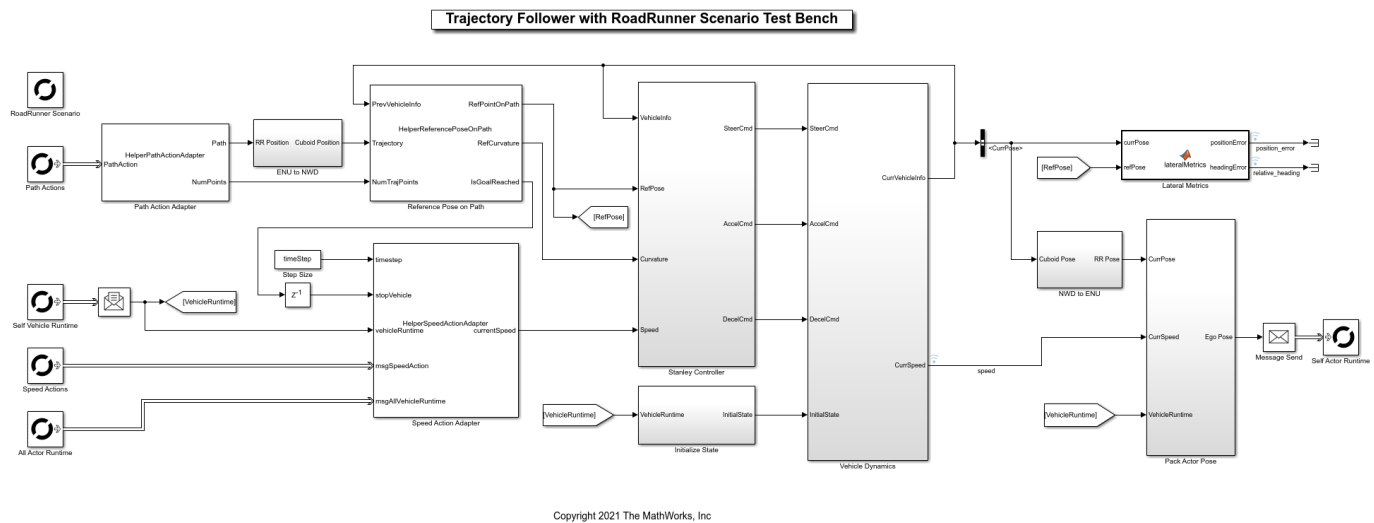 Trajectory Follower with RoadRunner Scenario Test Bench
RoadRunner Scenario
Path Actions
PathAction
HelperPathActionAdapter
Path
NumPoints
Path Action Adapter
RR Position
Cuboid Position
ENU to NWD
PrevVehicleInfo
RefPointOnPath
HelperReferencePoseOnPath
Trajectory
RefCurvature
NumTrajPoints
IsGoalReached
Reference Pose on Path
[RefPose]
timeStep
Step Size
Z-1
Self Vehicle Runtime
[VehicleRuntime]
Speed Actions
All Actor Runtime
timestep
stopVehicle
HelperSpeedActionAdapter
vehicleRuntime
currentSpeed
msgSpeedAction
msgAllVehicleRuntime
Speed Action Adapter
VehicleInfo
SteerCmd
RefPose
AccelCmd
Curvature
DecelCmd
Speed
Stanley Controller
[VehicleRuntime]
VehicleRuntime
InitialState
Initialize State
SteerCmd
CurrVehicleInfo
AccelCmd
DecelCmd
CurrSpeed
InitialState
Vehicle Dynamics
<CurrPose>
[RefPose]
currPose
positionError
lateralMetrics
refPose
headingError
Lateral Metrics
position_error
relative_heading
Cuboid Pose
RR Pose
NWD to ENU
speed
[VehicleRuntime]
CurrPose
CurrSpeed
Ego Pose
VehicleRuntime
Pack Actor Pose
Message Send
Self Actor Runtime
Copyright 2021 The MathWorks, Inc